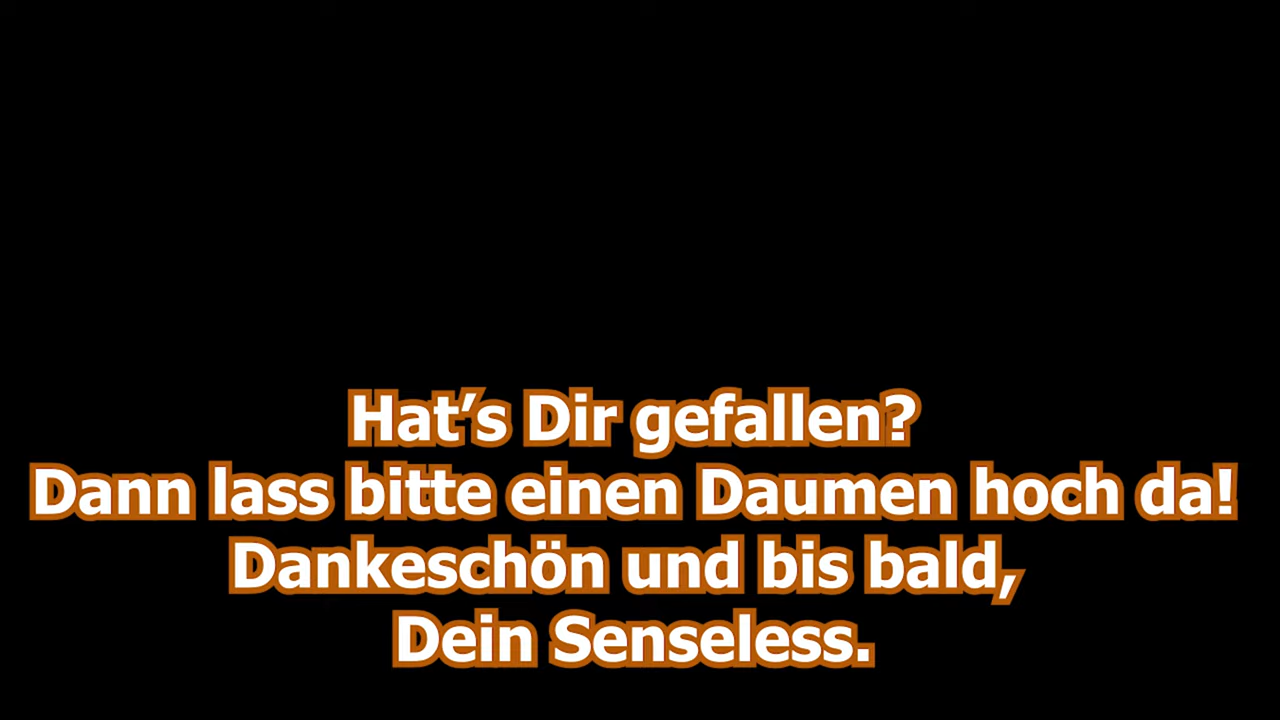 Hat’s Dir gefallen?
Dann lass bitte einen Daumen hoch da!
Dankeschön und bis bald,
Dein Senseless.